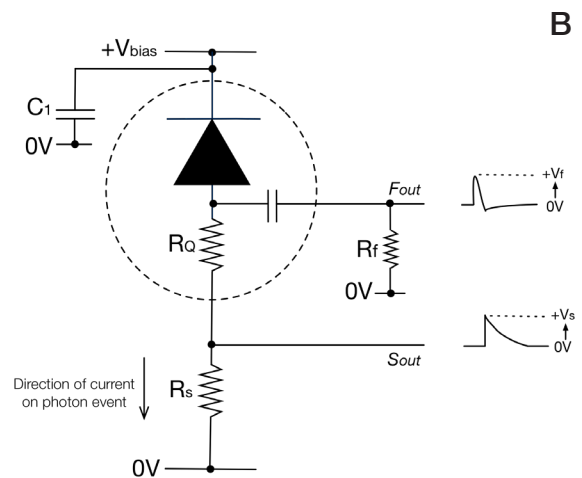 B
+Vbias
C1
0V
Fout
+Vf
0V
RQ
Rf
0V
+Vs
0V
Sout
Direction of current
on photon event
Rs
0V